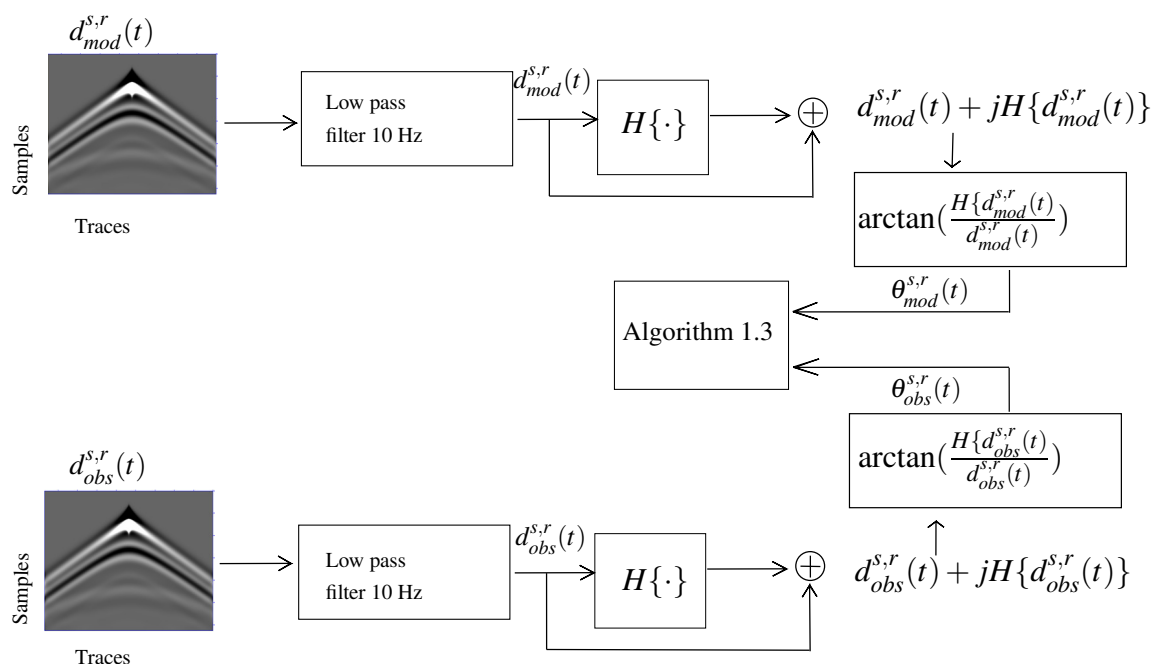 d_{mod}^{s,r}(t)
Samples
Traces
Low pass
filter 10 Hz
d_{mod}^{s,r}(t)
H{·}
⊕
d_{mod}^{s,r}(t) + jH{d_{mod}^{s,r}(t)}
arctan(\frac{H{d_{mod}^{s,r}(t)}{d_{mod}^{s,r}(t)})
θ_{mod}^{s,r}(t)
Algorithm 1.3
θ_{obs}^{s,r}(t)
arctan(\frac{H{d_{obs}^{s,r}(t)}{d_{obs}^{s,r}(t)})
d_{obs}^{s,r}(t)
Samples
Traces
Low pass
filter 10 Hz
d_{obs}^{s,r}(t)
H{·}
⊕
d_{obs}^{s,r}(t) + jH{d_{obs}^{s,r}(t)}